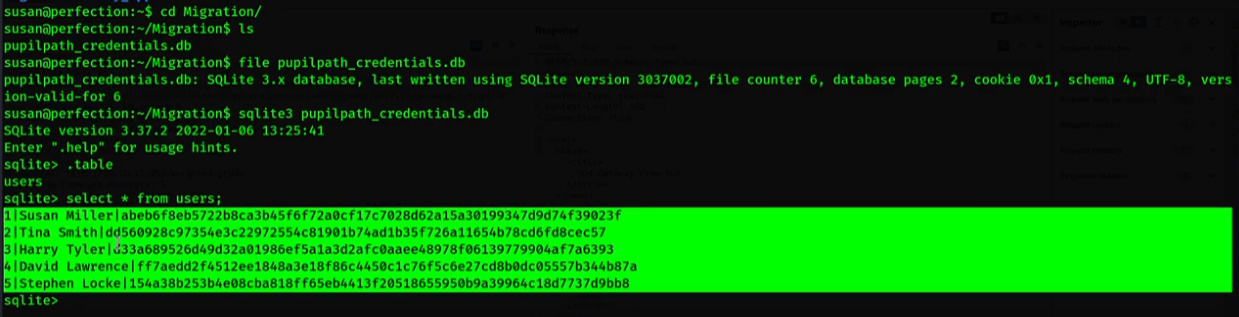 susan@perfection:~$ cd Migration/
susan@perfection:~/Migration$ ls
pupilpath_credentials.db
susan@perfection:~/Migration$ file pupilpath_credentials.db
pupilpath_credentials.db: SQLite 3.x database, last written using SQLite version 3037002, file counter 6, database pages 2, cookie 0x1, schema 4, UTF-8, vers
ion-valid-for 6
susan@perfection:~/Migration$ sqlite3 pupilpath_credentials.db
SQLite version 3.37.2 2022-01-06 13:25:41
Enter ".help" for usage hints.
sqlite> .table
users
sqlite> select * from users;
1|Susan Miller|abeb6f8eb5722b8ca3b45f6f72a0cf17c7028d62a15a30199347d9d74f39023f
2|Tina Smith|dd560928c97354e3c22972554c81901b74ad1b35f726a11654b78cd6fd8cec57
3|Harry Tyler|d33a689526d49d32a01986ef5a1a3d2afc0aaee48978f06139779904af7a6393
4|David Lawrence|ff7aedd2f4512ee1848a3e18f86c4450c1c76f5c6e27cd8b0dc05557b344b87a
5|Stephen Locke|154a38b253b4e08cba818ff65eb4413f20518655950b9a39964c18d7737d9bb8
sqlite>
Response
Inspector